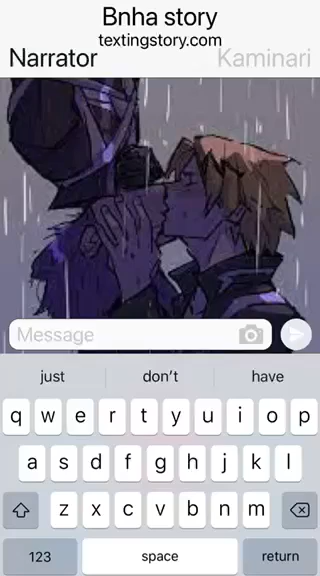 Bnha story
textingstory.com
Narrator Kaminari
Message
just don't have
q w e r t y u i o p
a s d f g h j k l
z x c v b n m
123 space return